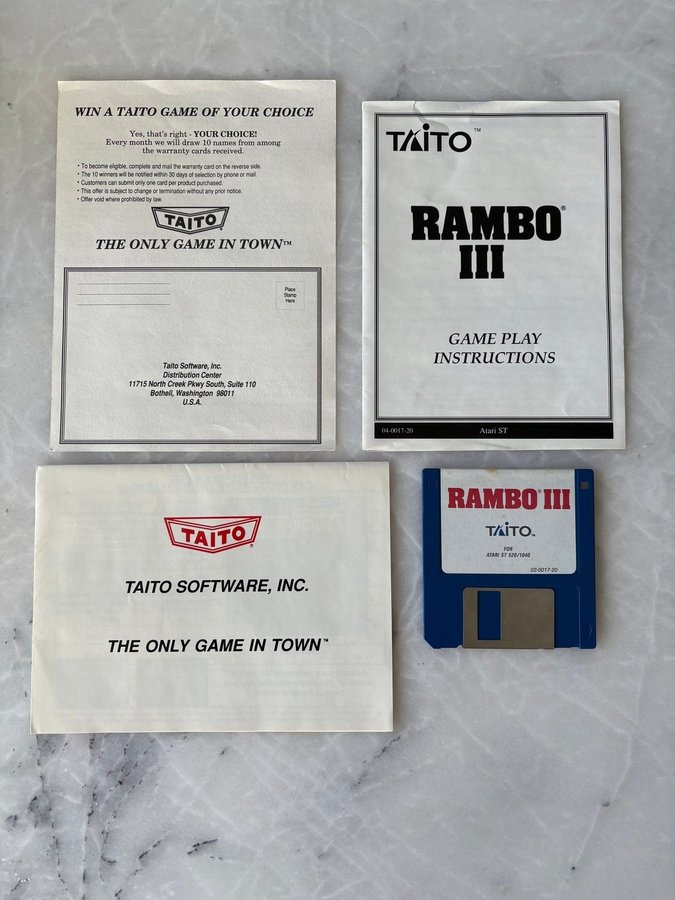 WIN A TAITO GAME OF YOUR CHOICE
Yes, that's right - YOUR CHOICE!
Every month we will draw 10 names from among
the warranty cards received.
• To become eligible, complete and mail the warranty card on the reverse side.
• The 10 winners will be notified within 30 days of selection by phone or mail.
• Customers can submit only one card per product purchased.
• This offer is subject to change or termination without any prior notice.
• Offer void where prohibited by law.
TAITO
THE ONLY GAME IN TOWN™
Place
Stamp
Here
Taito Software, Inc.
Distribution Center
11715 North Creek Pkwy South, Suite 110
Bothell, Washington 98011
U.S.A.
TAITO™
RAMBO®
III
GAME PLAY
INSTRUCTIONS
04-0017-20 Atari ST
TAITO®
TAITO SOFTWARE, INC.
THE ONLY GAME IN TOWN™
RAMBO® III
TAITO™
FOR
ATARI ST 520/1040
02-0017-20